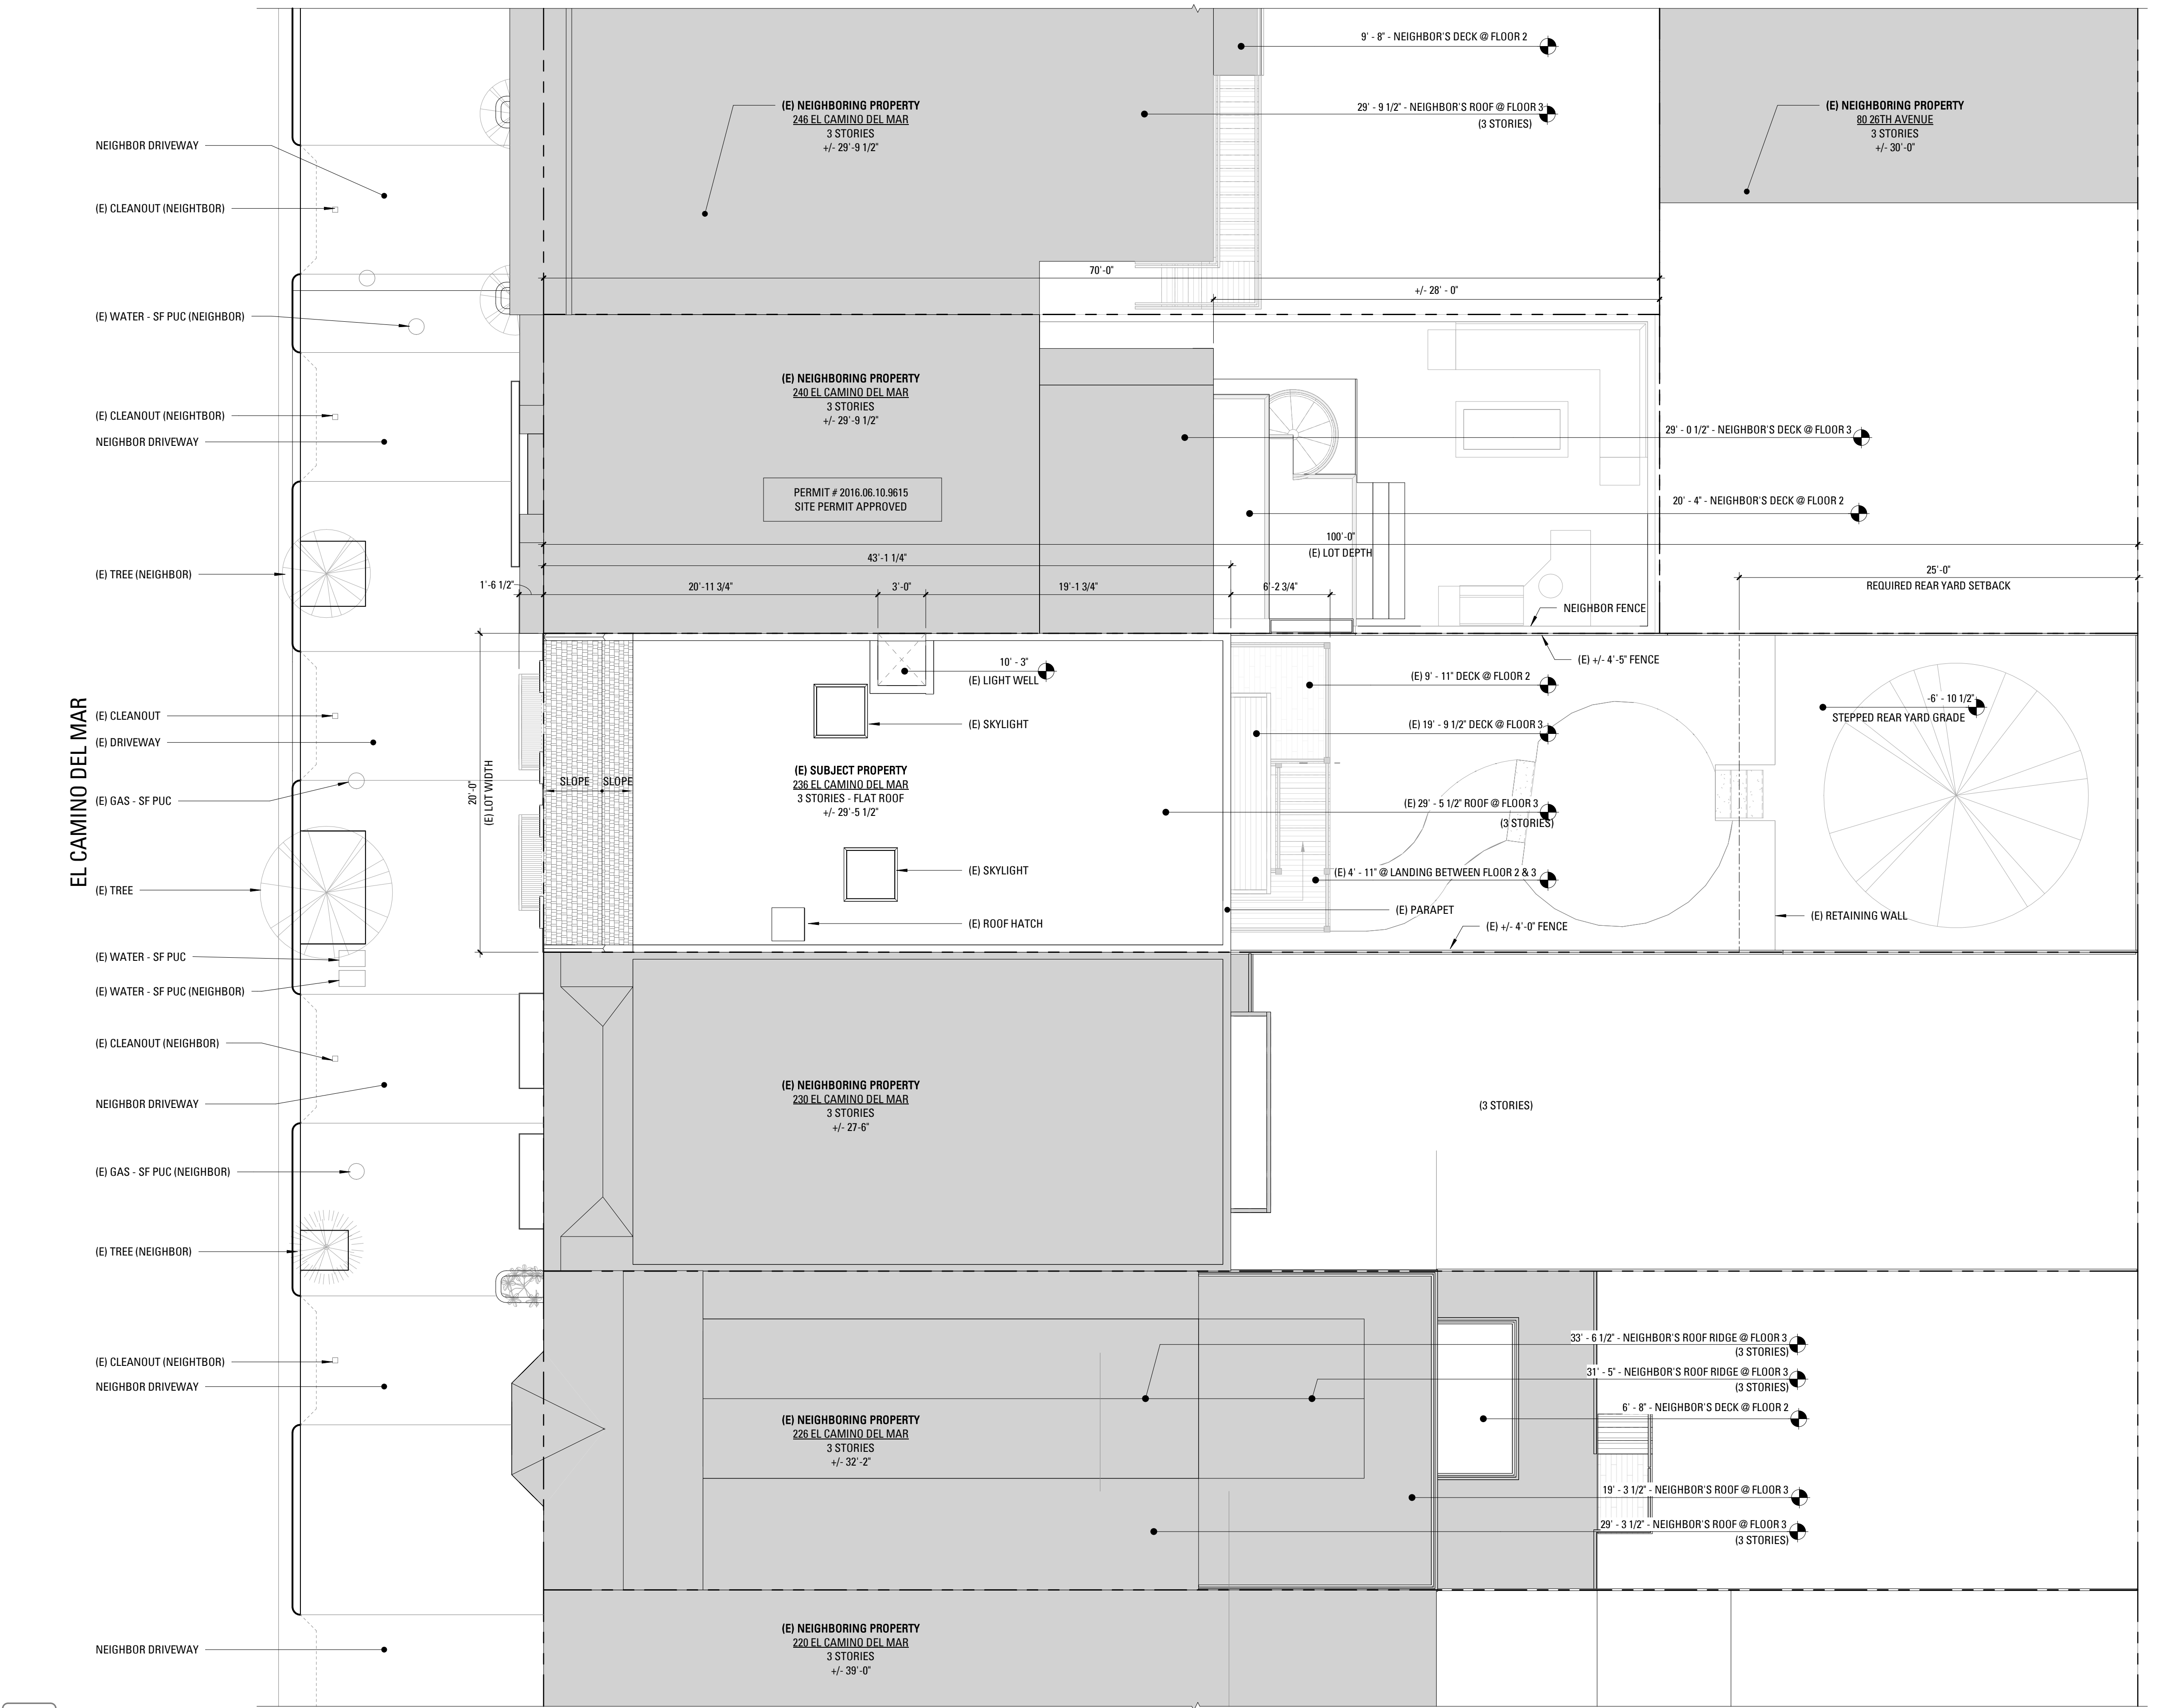 9' - 8" - NEIGHBOR'S DECK @ FLOOR 2
(E) NEIGHBORING PROPERTY
246 EL CAMINO DEL MAR
3 STORIES
+/- 29'-9 1/2"
29' - 9 1/2" - NEIGHBOR'S ROOF @ FLOOR 3
(3 STORIES)
(E) NEIGHBORING PROPERTY
80 26TH AVENUE
3 STORIES
+/- 30'-0"
NEIGHBOR DRIVEWAY
(E) CLEANOUT (NEIGHTBOR)
70'-0"
+/- 28' - 0"
(E) WATER - SF PUC (NEIGHBOR)
(E) NEIGHBORING PROPERTY
240 EL CAMINO DEL MAR
3 STORIES
+/- 29'-9 1/2"
(E) CLEANOUT (NEIGHTBOR)
NEIGHBOR DRIVEWAY
29' - 0 1/2" - NEIGHBOR'S DECK @ FLOOR 3
PERMIT # 2016.06.10.9615
SITE PERMIT APPROVED
20' - 4" - NEIGHBOR'S DECK @ FLOOR 2
100'-0"
(E) LOT DEPTH
43'-1 1/4"
(E) TREE (NEIGHBOR)
1'-6 1/2"
20'-11 3/4"
3'-0"
19'-1 3/4"
6'-2 3/4"
25'-0"
REQUIRED REAR YARD SETBACK
NEIGHBOR FENCE
(E) +/- 4'-5" FENCE
10' - 3"
(E) LIGHT WELL
(E) 9' - 11" DECK @ FLOOR 2
-6' - 10 1/2"
STEPPED REAR YARD GRADE
EL CAMINO DEL MAR
(E) CLEANOUT
(E) SKYLIGHT
(E) 19' - 9 1/2" DECK @ FLOOR 3
(E) DRIVEWAY
20'-0"
(E) LOT WIDTH
SLOPE
SLOPE
(E) SUBJECT PROPERTY
236 EL CAMINO DEL MAR
3 STORIES - FLAT ROOF
+/- 29'-5 1/2"
(E) GAS - SF PUC
(E) 29' - 5 1/2" ROOF @ FLOOR 3
(3 STORIES)
(E) SKYLIGHT
(E) 4' - 11" @ LANDING BETWEEN FLOOR 2 & 3
(E) TREE
(E) PARAPET
(E) RETAINING WALL
(E) ROOF HATCH
(E) +/- 4'-0" FENCE
(E) WATER - SF PUC
(E) WATER - SF PUC (NEIGHBOR)
(E) CLEANOUT (NEIGHBOR)
(E) NEIGHBORING PROPERTY
230 EL CAMINO DEL MAR
3 STORIES
+/- 27-6"
NEIGHBOR DRIVEWAY
(3 STORIES)
(E) GAS - SF PUC (NEIGHBOR)
(E) TREE (NEIGHBOR)
33' - 6 1/2" - NEIGHBOR'S ROOF RIDGE @ FLOOR 3
(3 STORIES)
(E) CLEANOUT (NEIGHTBOR)
31' - 5" - NEIGHBOR'S ROOF RIDGE @ FLOOR 3
(3 STORIES)
NEIGHBOR DRIVEWAY
6' - 8" - NEIGHBOR'S DECK @ FLOOR 2
(E) NEIGHBORING PROPERTY
226 EL CAMINO DEL MAR
3 STORIES
+/- 32'-2"
19' - 3 1/2" - NEIGHBOR'S ROOF @ FLOOR 3
29' - 3 1/2" - NEIGHBOR'S ROOF @ FLOOR 3
(3 STORIES)
(E) NEIGHBORING PROPERTY
220 EL CAMINO DEL MAR
3 STORIES
+/- 39'-0"
NEIGHBOR DRIVEWAY